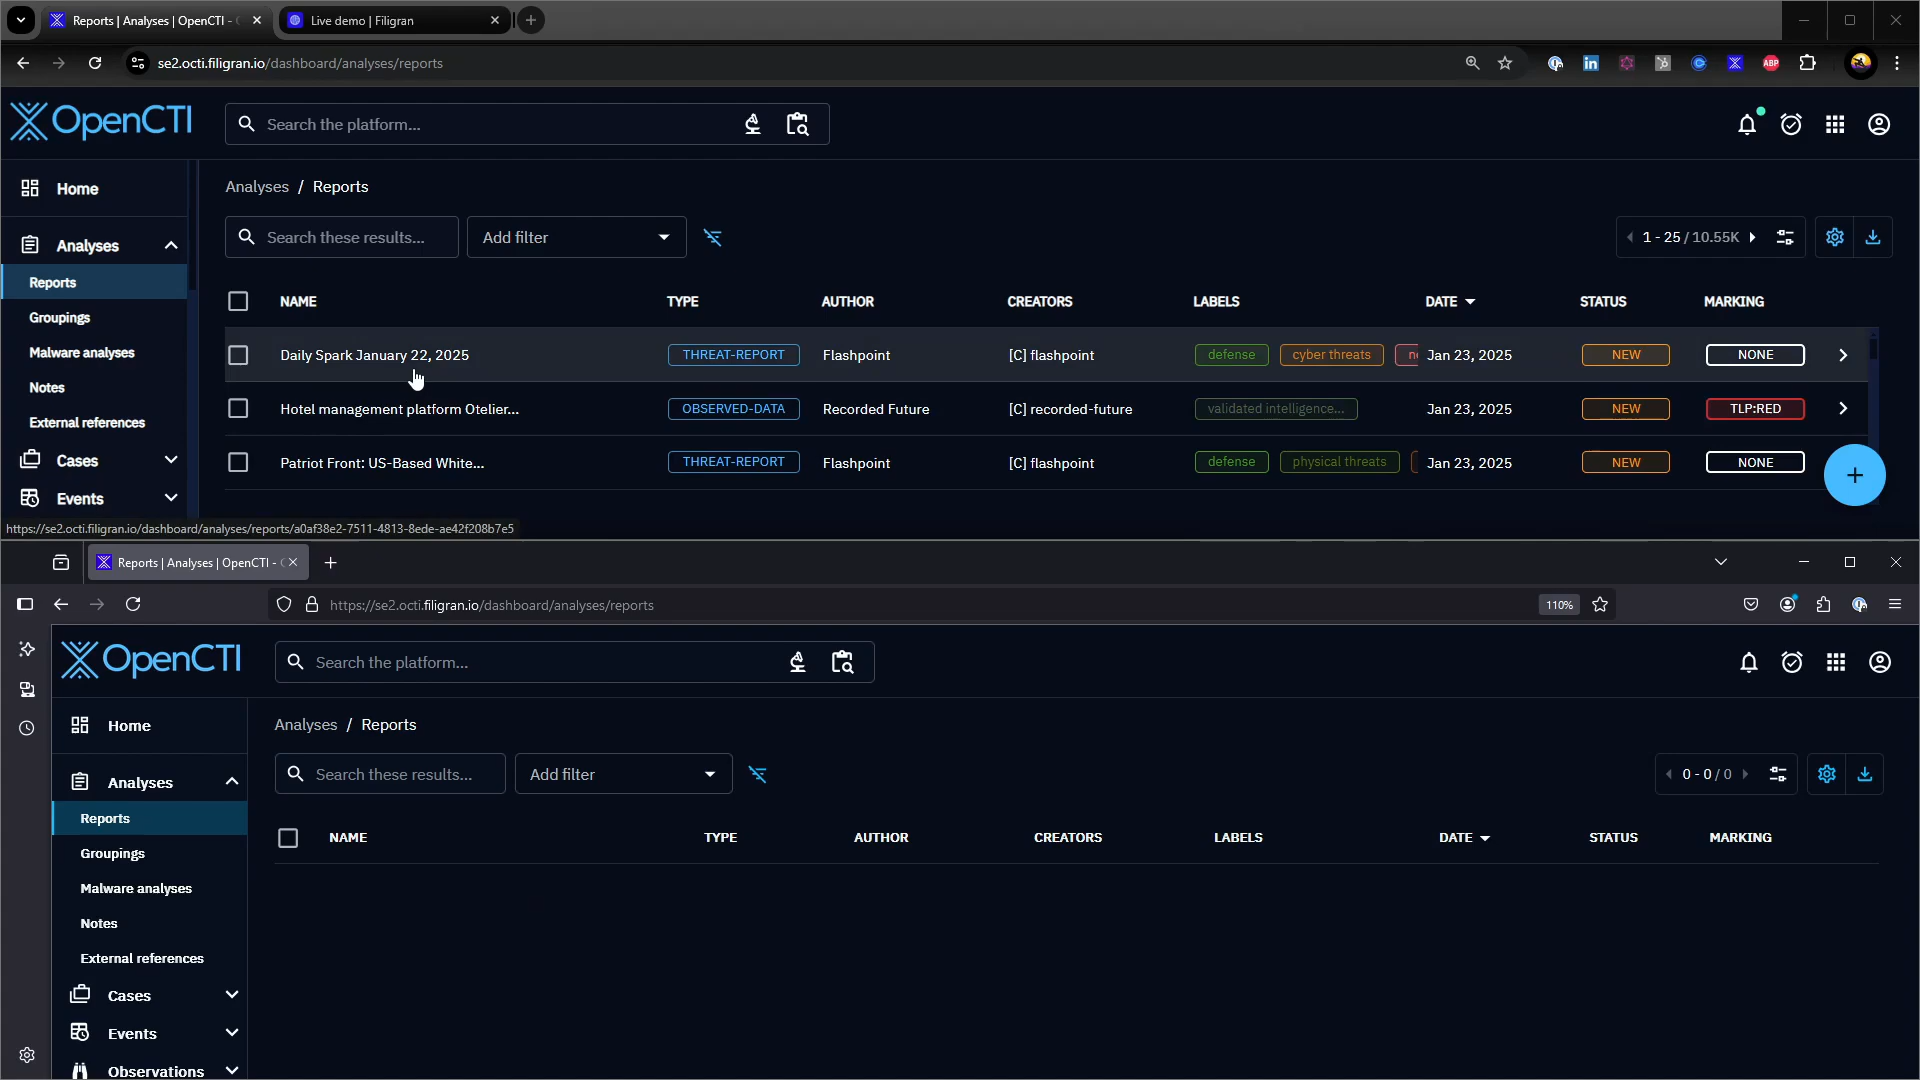 Reports | Analyses | OpenCTI -
Live demo | Filigran
se2.octi.filigran.io/dashboard/analyses/reports
ABP
OpenCTI
Search the platform...
Home
Analyses / Reports
Analyses
Search these results...
Add filter
1 - 25 / 10.55K
Reports
Groupings
Malware analyses
Notes
External references
Cases
Events
NAME TYPE AUTHOR CREATORS LABELS DATE STATUS MARKING
Daily Spark January 22, 2025 THREAT-REPORT Flashpoint [C] flashpoint defense cyber threats Jan 23, 2025 NEW NONE
Hotel management platform Otelier... OBSERVED-DATA Recorded Future [C] recorded-future validated intelligence... Jan 23, 2025 NEW TLP:RED
Patriot Front: US-Based White... THREAT-REPORT Flashpoint [C] flashpoint defense physical threats Jan 23, 2025 NEW NONE
https://se2.octi.filigran.io/dashboard/analyses/reports/a0af38e2-7511-4813-8ede-ae42f208b7e5
Reports | Analyses | OpenCTI -
https://se2.octi.filigran.io/dashboard/analyses/reports
110%
OpenCTI
Search the platform...
Home
Analyses / Reports
Analyses
Search these results...
Add filter
0 - 0 / 0
Reports
Groupings
Malware analyses
Notes
External references
Cases
Events
Observations
NAME TYPE AUTHOR CREATORS LABELS DATE STATUS MARKING